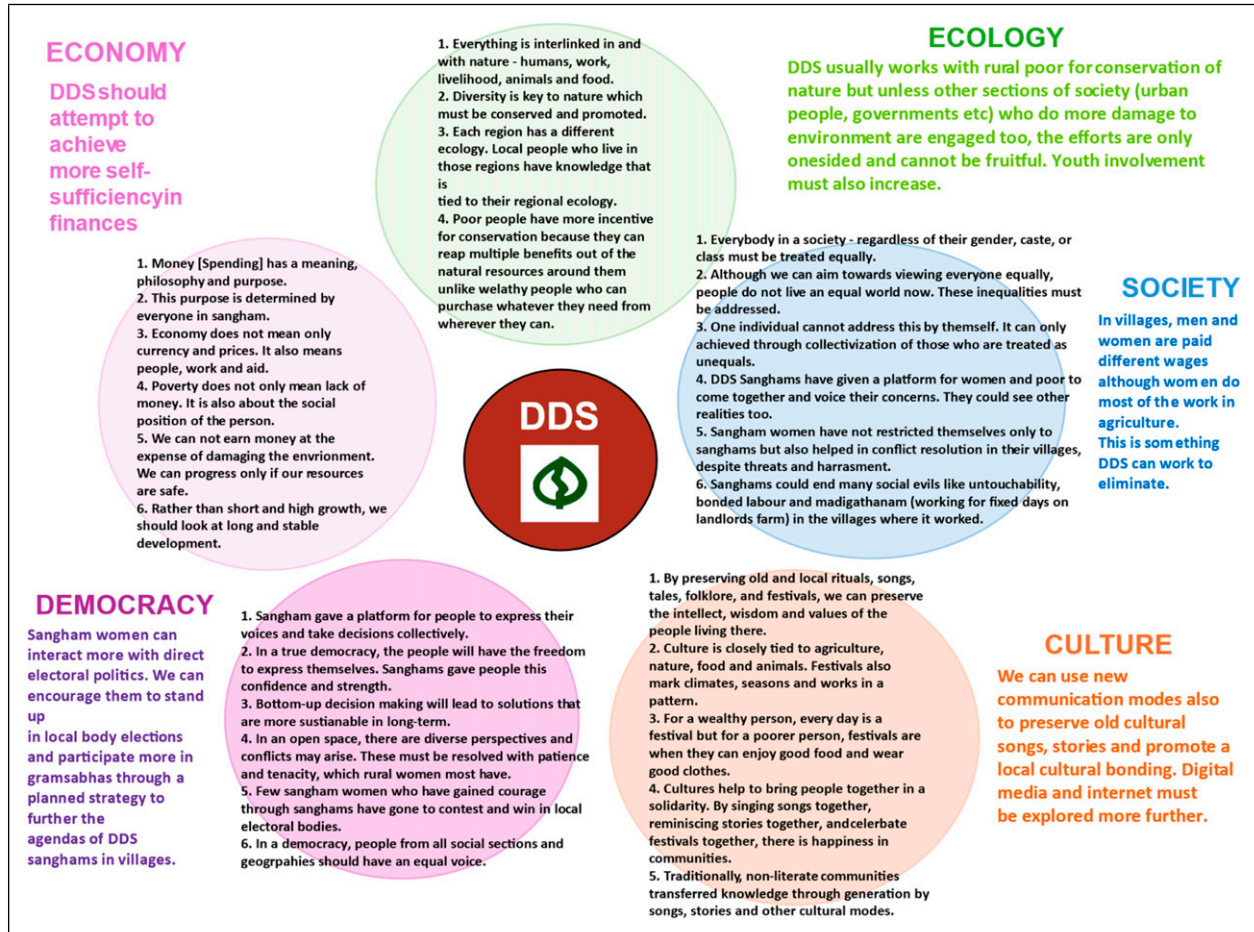 ECONOMY
DDS should
attempt to
achieve
more self-
sufficiencyin
finances
1. Money [Spending] has a meaning,
philosophy and purpose.
2. This purpose is determined by
everyone in sangham.
3. Economy does not mean only
currency and prices. It also means
people, work and aid.
4. Poverty does not only mean lack of
money. It is also about the social
position of the person.
5. We can not earn money at the
expense of damaging the envrionment.
We can progress only if our resources
are safe.
6. Rather than short and high growth, we
should look at long and stable
development.
1. Everything is interlinked in and
with nature - humans, work,
livelihood, animals and food.
2. Diversity is key to nature which
must be conserved and promoted.
3. Each region has a different
ecology. Local people who live in
those regions have knowledge that
is
tied to their regional ecology.
4. Poor people have more incentive
for conservation because they can
reap multiple benefits out of the
natural resources around them
unlike welathy people who can
purchase whatever they need from
wherever they can.
ECOLOGY
DDS usually works with rural poor for conservation of
nature but unless other sections of society (urban
people, governments etc) who do more damage to
environment are engaged too, the efforts are only
onesided and cannot be fruitful. Youth involvement
must also increase.
1. Everybody in a society - regardless of their gender, caste, or
class must be treated equally.
2. Although we can aim towards viewing everyone equally,
people do not live an equal world now. These inequalities must
be addressed.
3. One individual cannot address this by themself. It can only
achieved through collectivization of those who are treated as
unequals.
4. DDS Sanghams have given a platform for women and poor to
come together and voice their concerns. They could see other
realities too.
5. Sangham women have not restricted themselves only to
sanghams but also helped in conflict resolution in their villages,
despite threats and harrasment.
6. Sanghams could end many social evils like untouchability,
bonded labour and madigathanam (working for fixed days on
landlords farm) in the villages where it worked.
SOCIETY
In villages, men and
women are paid
different wages
although women do
most of the work in
agriculture.
This is something
DDS can work to
eliminate.
DDS
DEMOCRACY
Sangham women can
interact more with direct
electoral politics. We can
encourage them to stand
up
in local body elections
and participate more in
gramsabhas through a
planned strategy to
further the
agendas of DDS
sanghams in villages.
1. Sangham gave a platform for people to express their
voices and take decisions collectively.
2. In a true democracy, the people will have the freedom
to express themselves. Sanghams gave people this
confidence and strength.
3. Bottom-up decision making will lead to solutions that
are more sustianable in long-term.
4. In an open space, there are diverse perspectives and
conflicts may arise. These must be resolved with patience
and tenacity, which rural women most have.
5. Few sangham women who have gained courage
through sanghams have gone to contest and win in local
electoral bodies.
6. In a democracy, people from all social sections and
geogrpahies should have an equal voice.
1. By preserving old and local rituals, songs,
tales, folklore, and festivals, we can preserve
the intellect, wisdom and values of the
people living there.
2. Culture is closely tied to agriculture,
nature, food and animals. Festivals also
mark climates, seasons and works in a
pattern.
3. For a wealthy person, every day is a
festival but for a poorer person, festivals are
when they can enjoy good food and wear
good clothes.
4. Cultures help to bring people together in a
solidarity. By singing songs together,
reminiscing stories together, andcelerbate
festivals together, there is happiness in
communities.
5. Traditionally, non-literate communities
transferred knowledge through generation by
songs, stories and other cultural modes.
CULTURE
We can use new
communication modes also
to preserve old cultural
songs, stories and promote a
local cultural bonding. Digital
media and internet must
be explored more further.